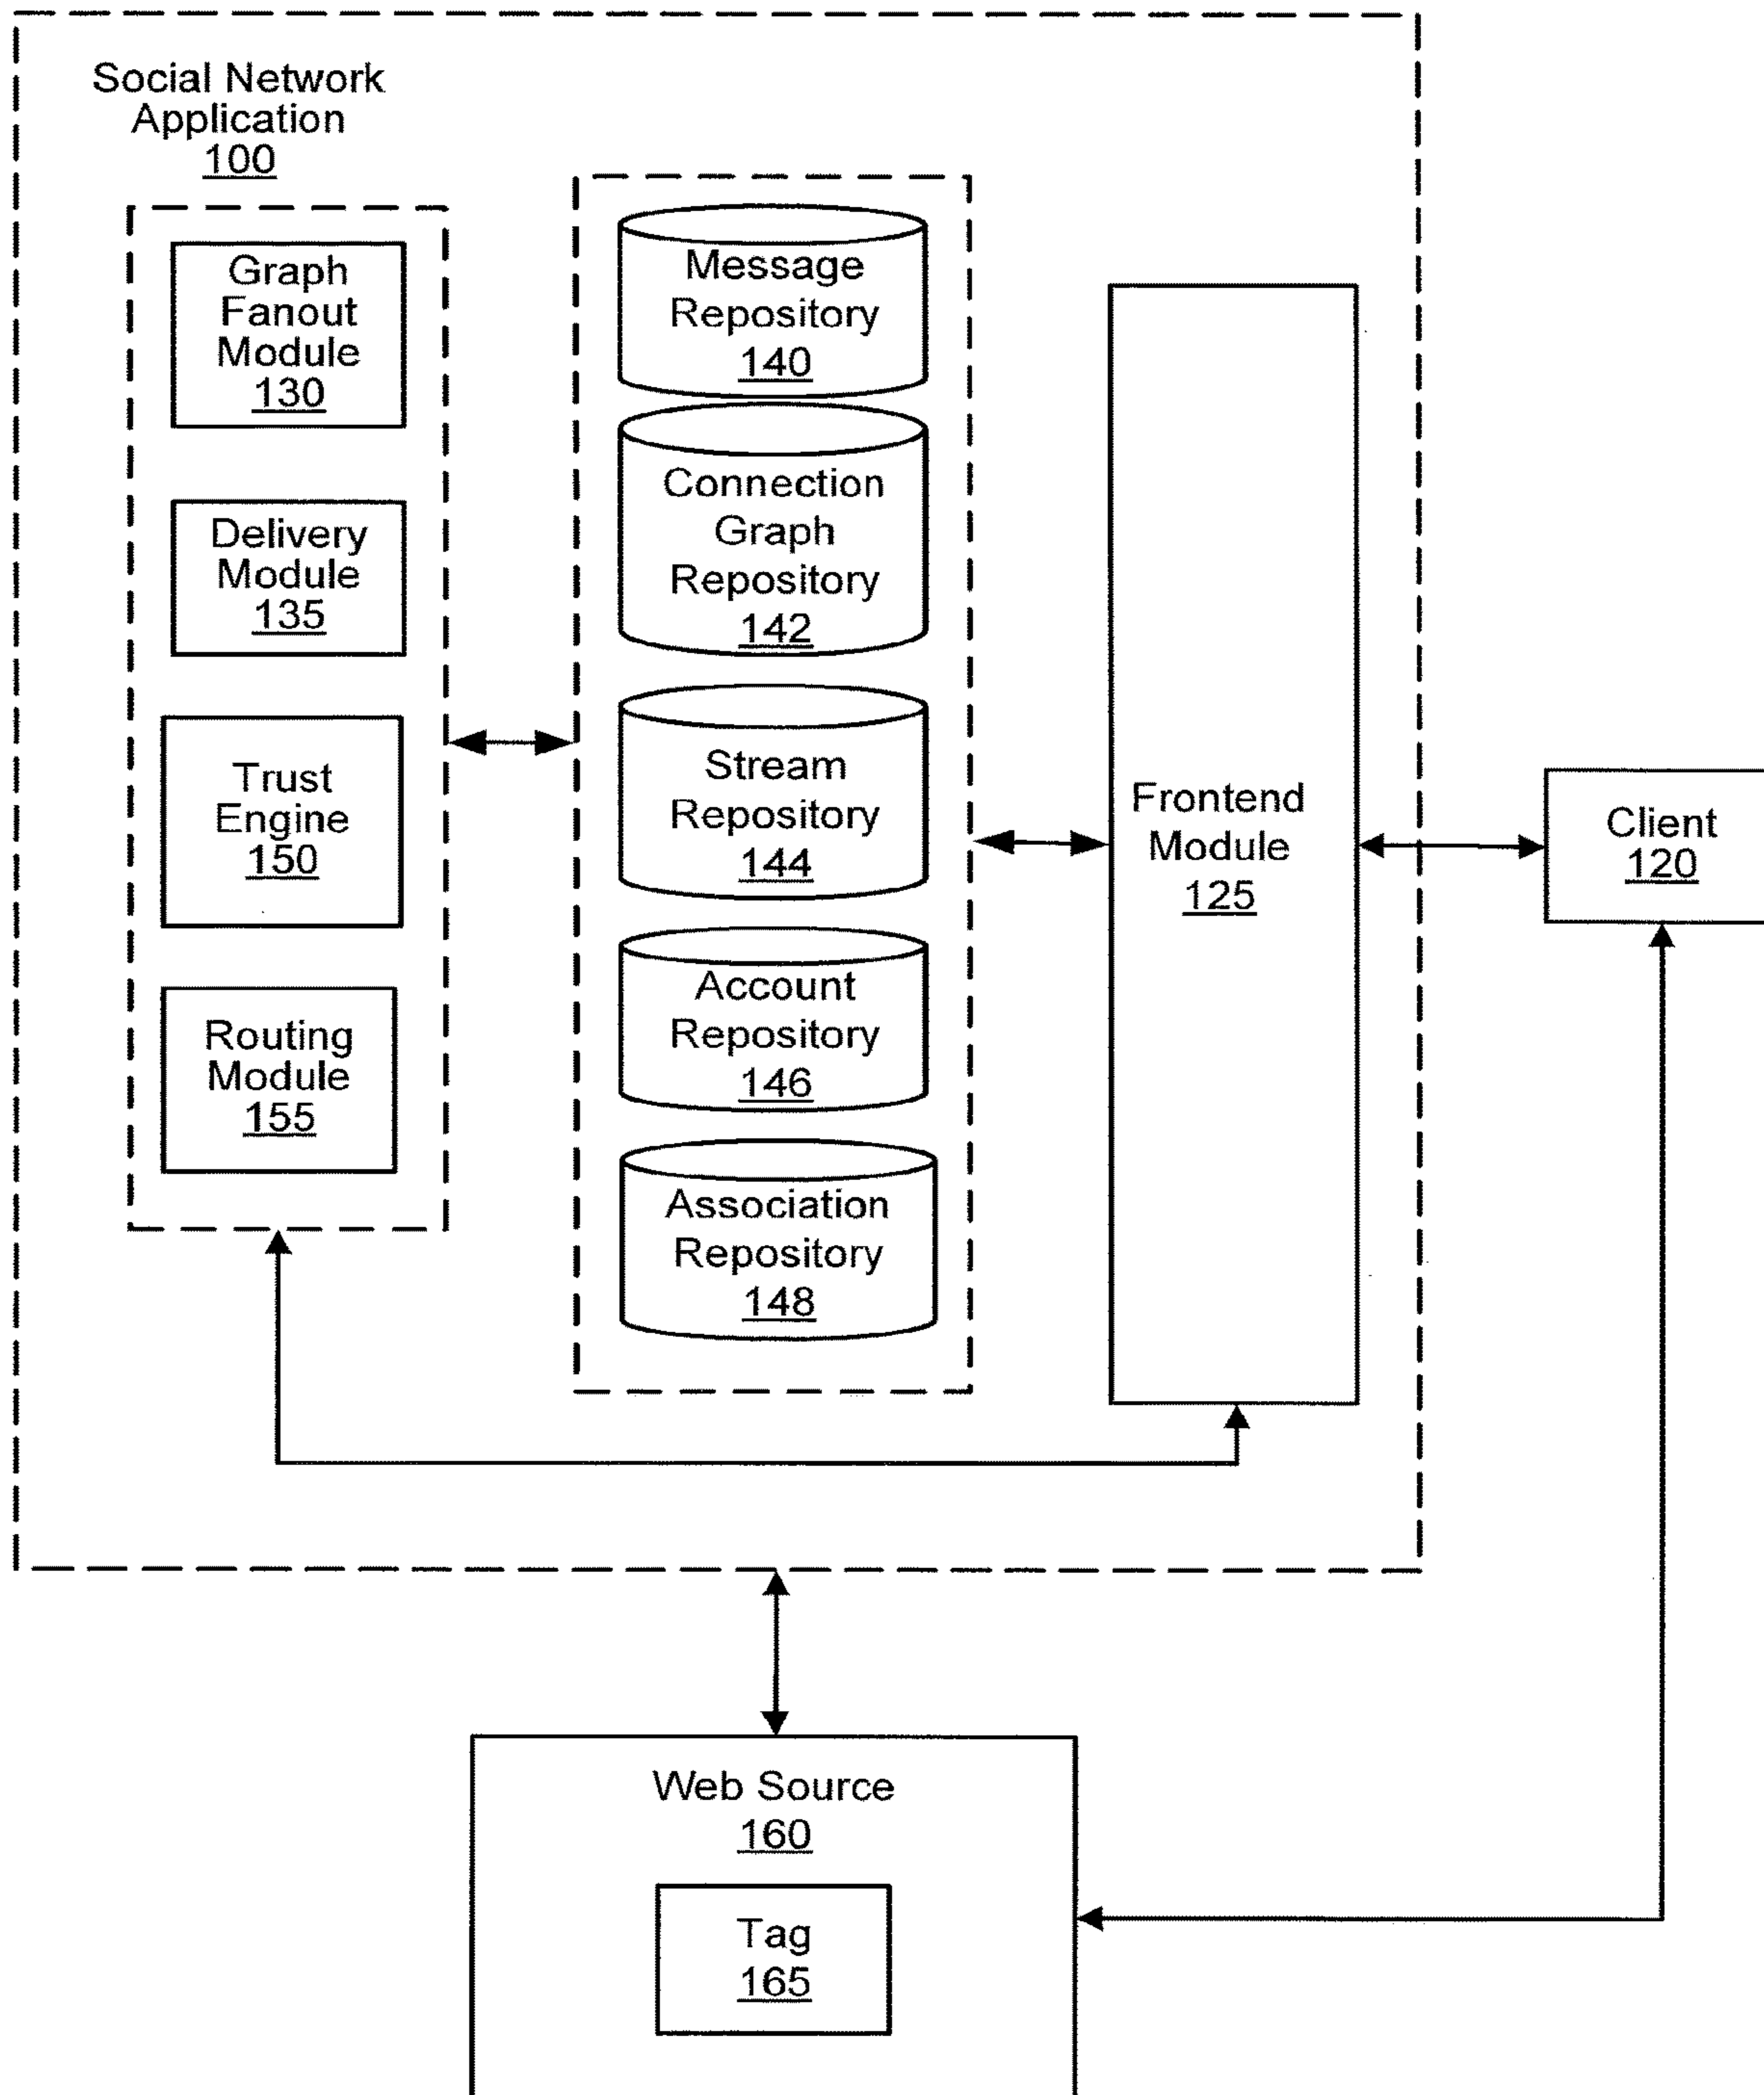 Social Network
Application
100
Graph
Fanout
Module
130
Delivery
Module
135
Trust
Engine
150
Routing
Module
155
Message
Repository
140
Connection
Graph
Repository
142
Stream
Repository
144
Account
Repository
146
Association
Repository
148
Frontend
Module
125
Client
120
Web Source
160
Tag
165